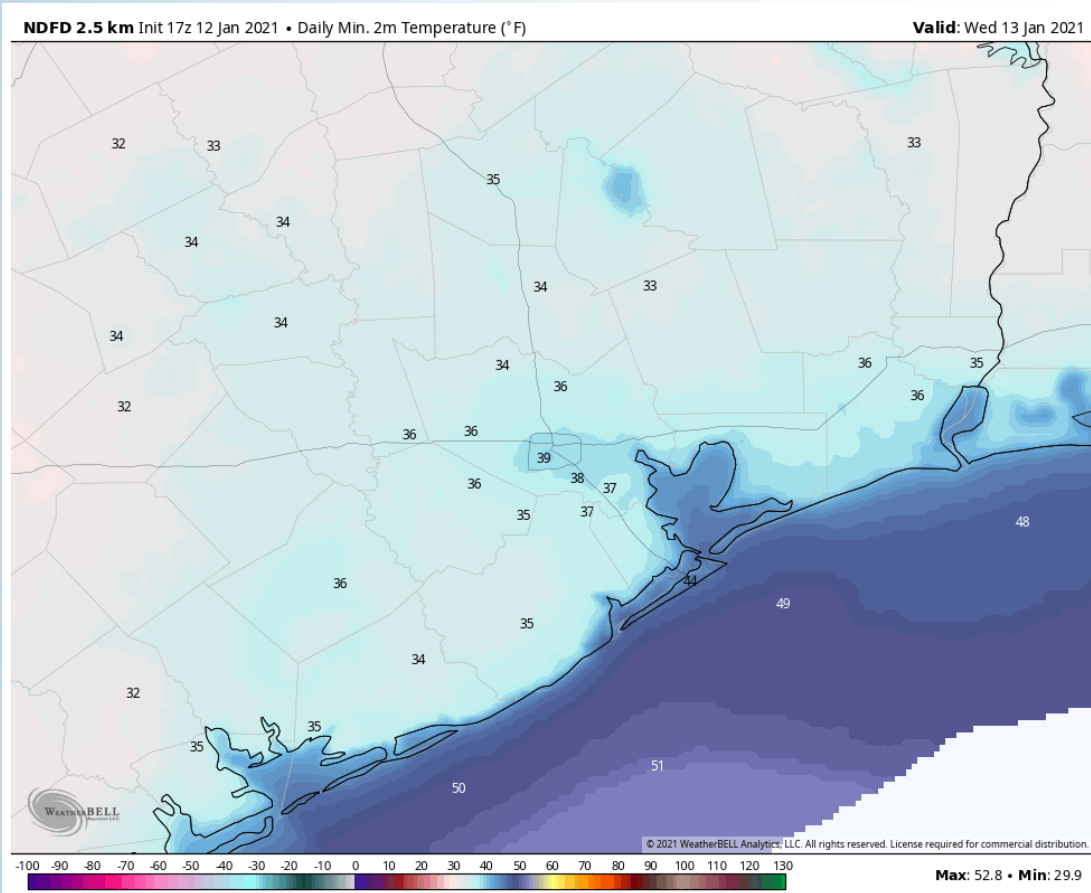 NDFD 2.5 km Init 17z 12 Jan 2021 • Daily Min. 2m Temperature (°F) Valid: Wed 13 Jan 2021
32 33 33
35
34
34
34 33
34
34
34 36 35
36
32 36
36 36
39
36 38
37
35 37
48
36 44
49
35
34
32
35
35
51
50
WEATHERBELL
Analytics LLC
© 2021 WeatherBELL Analytics, LLC. All rights reserved. License required for commercial distribution.
-100 -90 -80 -70 -60 -50 -40 -30 -20 -10 0 10 20 30 40 50 60 70 80 90 100 110 120 130
Max: 52.8 • Min: 29.9